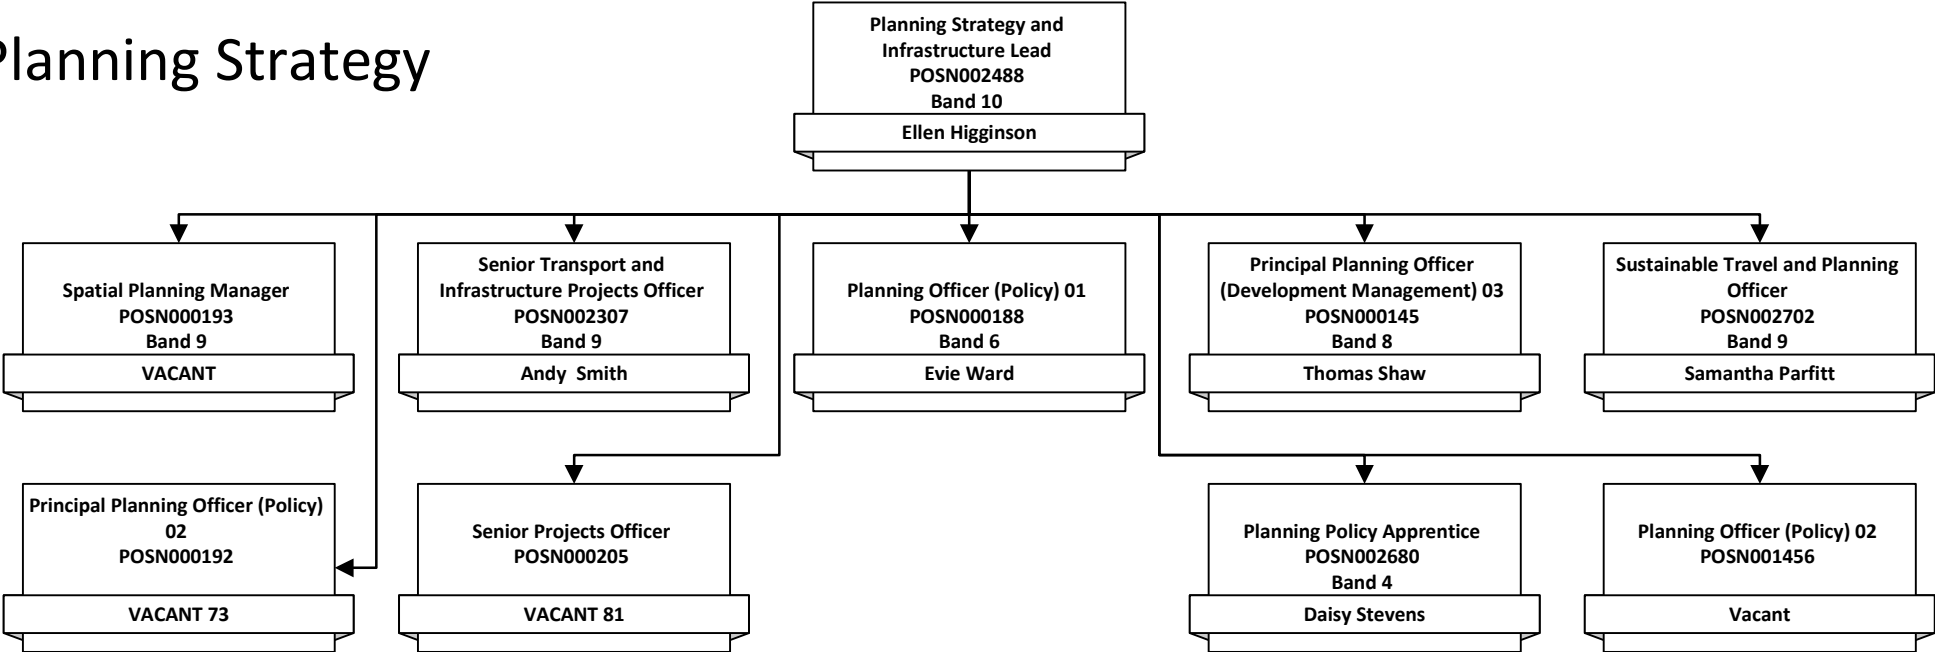 Planning Strategy
Planning Strategy and
Infrastructure Lead
POSN002488
Band 10
Ellen Higginson
Spatial Planning Manager
POSN000193
Band 9
VACANT
Senior Transport and
Infrastructure Projects Officer
POSN002307
Band 9
Andy  Smith
Planning Officer (Policy) 01
POSN000188
Band 6
Evie Ward
Principal Planning Officer
(Development Management) 03
POSN000145
Band 8
Thomas Shaw
Sustainable Travel and Planning
Officer
POSN002702
Band 9
Samantha Parfitt
Principal Planning Officer (Policy)
02
POSN000192
VACANT 73
Senior Projects Officer
POSN000205
VACANT 81
Planning Policy Apprentice
POSN002680
Band 4
Daisy Stevens
Planning Officer (Policy) 02
POSN001456
Vacant